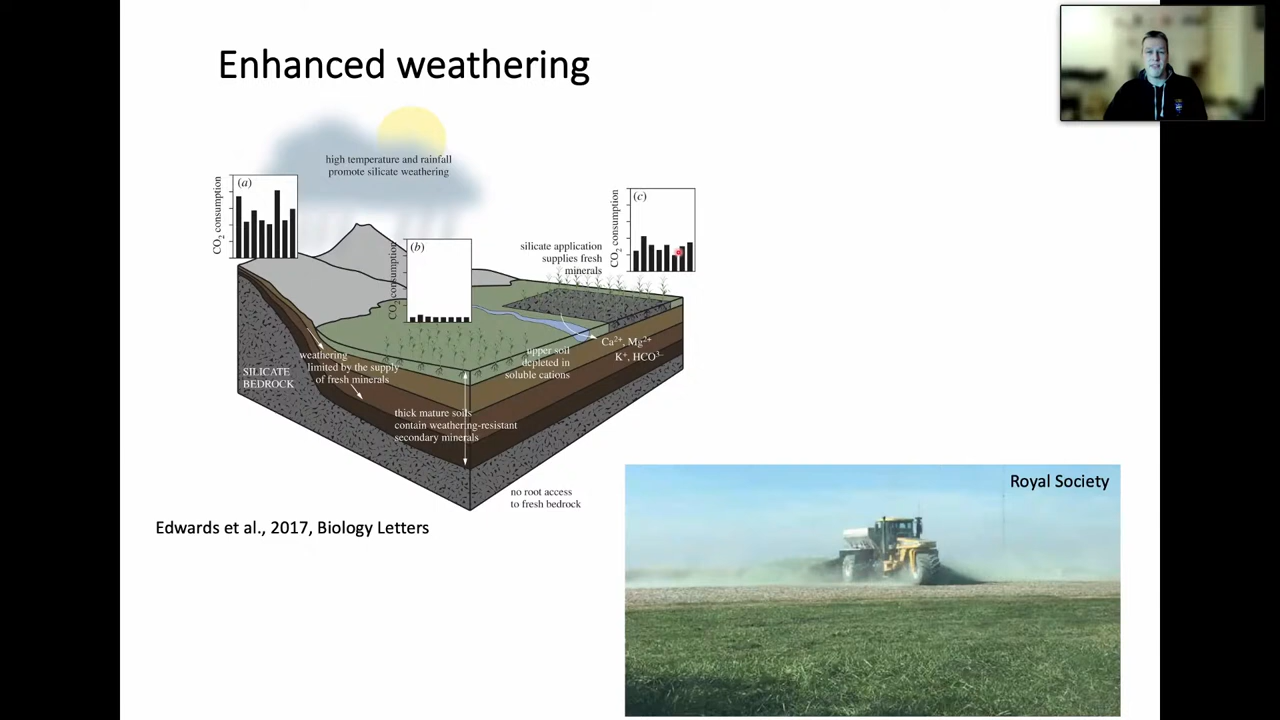 Enhanced weathering
high temperature and rainfall
promote silicate weathering
(a)
CO2 consumption
(b)
CO2 consumption
(c)
CO2 consumption
silicate application
supplies fresh
minerals
Ca2+, Mg2+
K+, HCO3−
weathering
limited by the supply
of fresh minerals
upper soil
depleted in
soluble cations
SILICATE
BEDROCK
thick mature soils
contain weathering-resistant
secondary minerals
no root access
to fresh bedrock
Edwards et al., 2017, Biology Letters
Royal Society